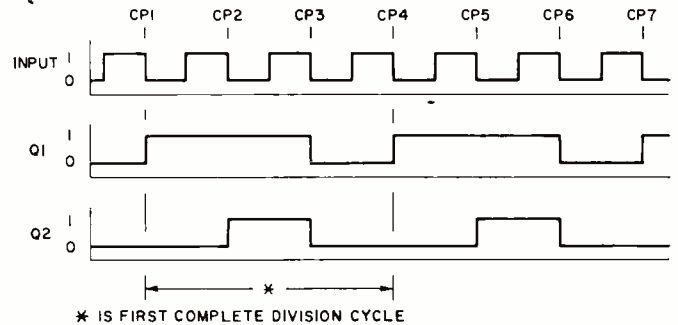 CP1 CP2 CP3 CP4 CP5 CP6 CP7
INPUT 1
0
Q1 1
0
Q2 1
0
*
* IS FIRST COMPLETE DIVISION CYCLE